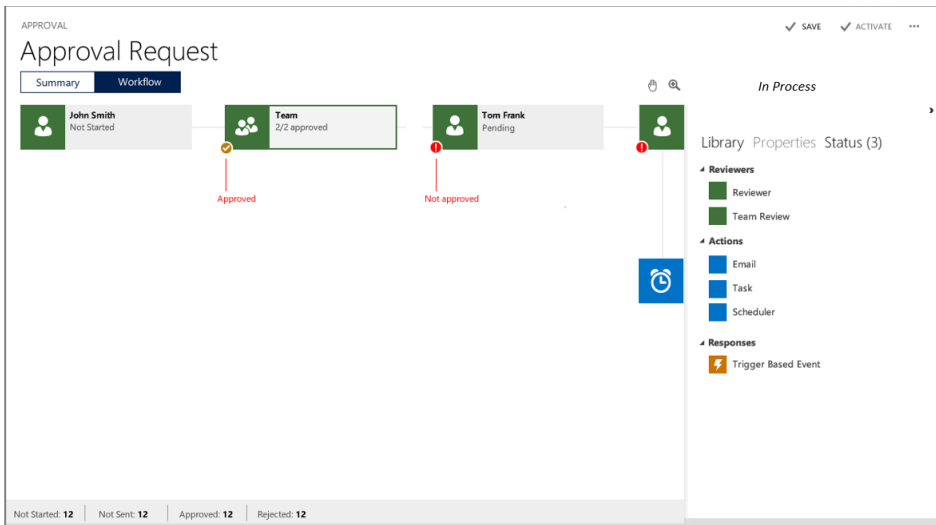 APPROVAL
SAVE
ACTIVATE
Approval Request
Summary
Workflow
In Process
John Smith
Not Started
Team
2/2 approved
Tom Frank
Pending
Approved
Not approved
Library Properties Status (3)
Reviewers
Reviewer
Team Review
Actions
Email
Task
Scheduler
Responses
Trigger Based Event
Not Started: 12
Not Sent: 12
Approved: 12
Rejected: 12